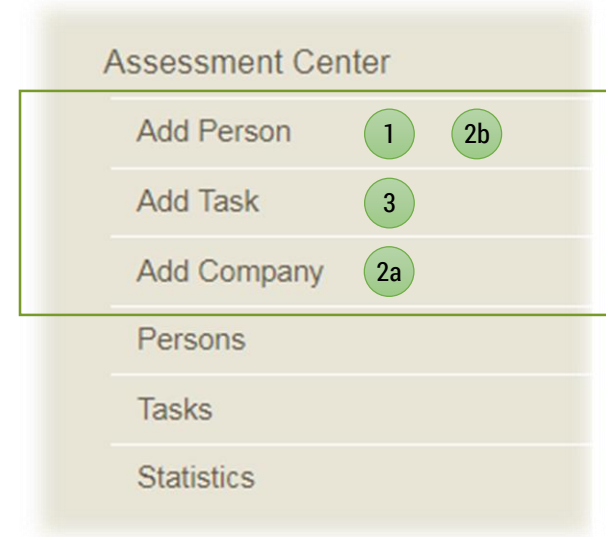 Assessment Center
Add Person 1 2b
Add Task 3
Add Company 2a
Persons
Tasks
Statistics